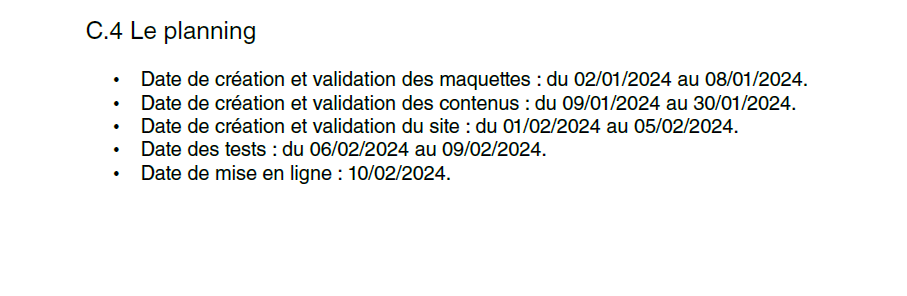 C.4 Le planning
• Date de création et validation des maquettes : du 02/01/2024 au 08/01/2024.
• Date de création et validation des contenus : du 09/01/2024 au 30/01/2024.
• Date de création et validation du site : du 01/02/2024 au 05/02/2024.
• Date des tests : du 06/02/2024 au 09/02/2024.
• Date de mise en ligne : 10/02/2024.